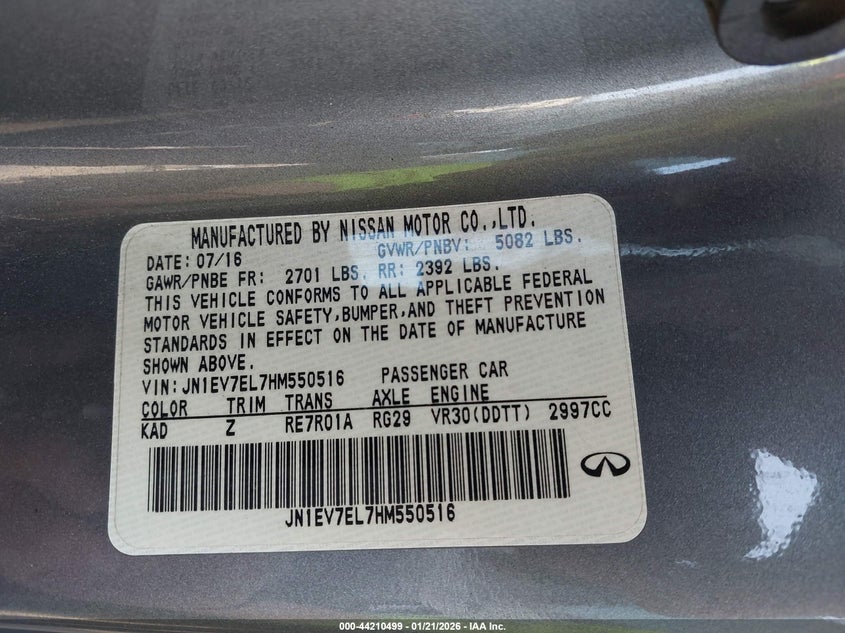 MANUFACTURED BY NISSAN MOTOR CO.,LTD.
DATE: 07/16 GVWR/PNBV: 5082 LBS.
GAWR/PNBE FR: 2701 LBS. RR: 2392 LBS.
THIS VEHICLE CONFORMS TO ALL APPLICABLE FEDERAL
MOTOR VEHICLE SAFETY,BUMPER,AND THEFT PREVENTION
STANDARDS IN EFFECT ON THE DATE OF MANUFACTURE
SHOWN ABOVE.
VIN:JN1EV7EL7HM550516 PASSENGER CAR
COLOR TRIM TRANS AXLE ENGINE
KAD Z RE7R01A RG29 VR30(DDTT) 2997CC
JN1EV7EL7HM550516
000-44210499 - 01/21/2026 - IAA Inc.